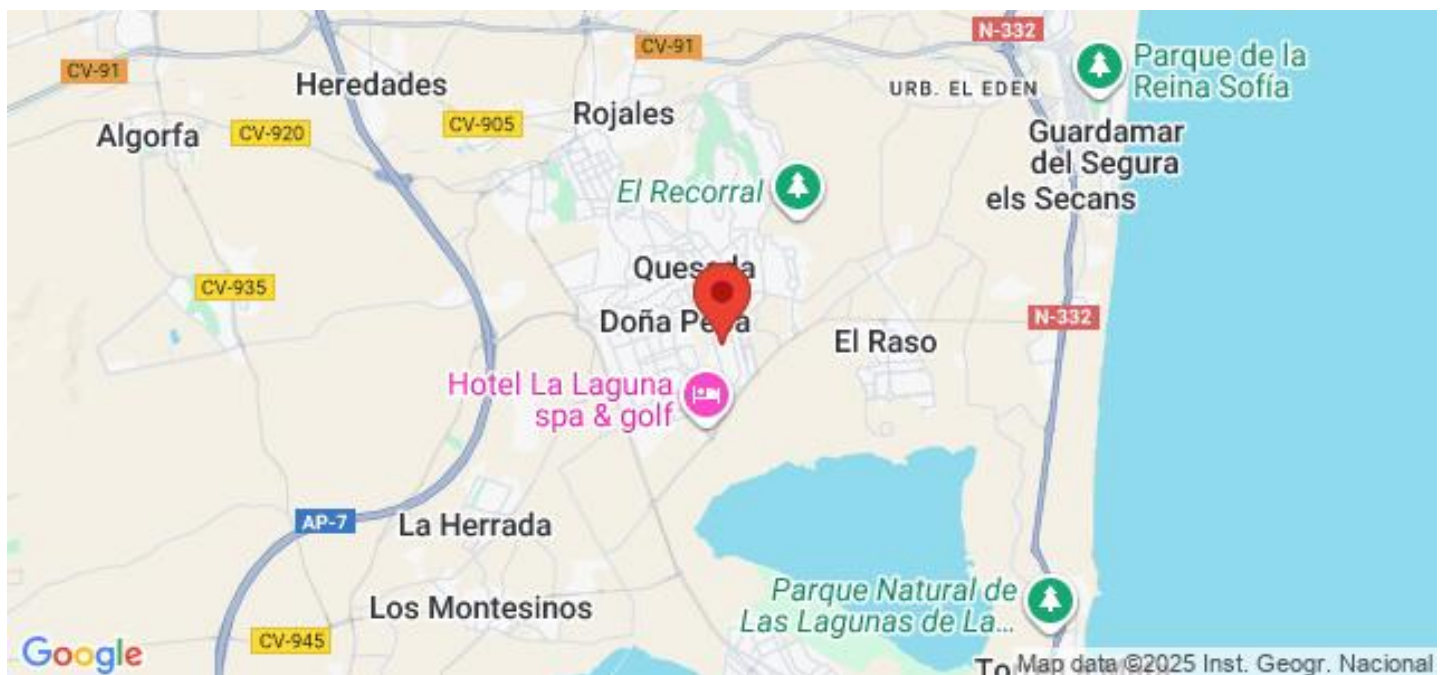 N-332
CV-91
CV-91
Parque de la
Reina Sofía
Heredades
URB. EL EDEN
Rojales
Algorfa
CV-920
CV-905
Guardamar
del Segura
els Secans
El Recorral
Quesada
CV-935
Doña Pepa
N-332
El Raso
Hotel La Laguna
spa & golf
AP-7
La Herrada
Parque Natural de
Las Lagunas de La...
Los Montesinos
CV-945
Google
Map data ©2025 Inst. Geogr. Nacional